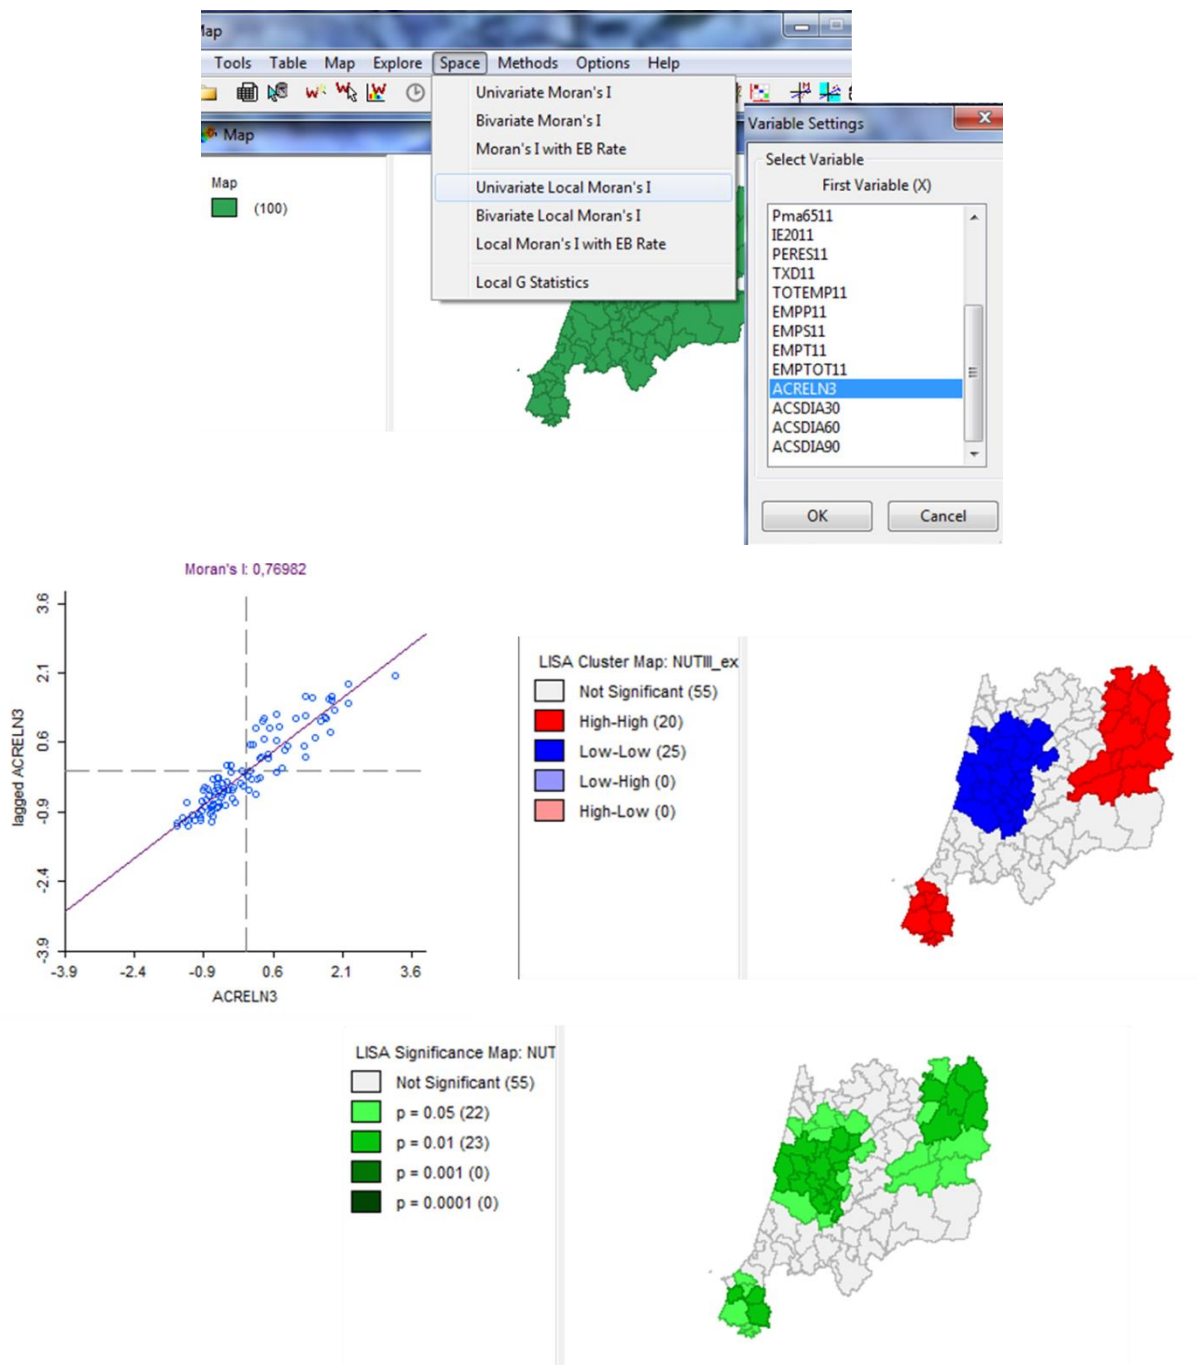 Map
Tools Table Map Explore Space Methods Options Help
Map
Map
(100)
Univariate Moran's I
Bivariate Moran's I
Moran's I with EB Rate
Univariate Local Moran's I
Bivariate Local Moran's I
Local Moran's I with EB Rate
Local G Statistics
Variable Settings
Select Variable
First Variable (X)
Pma6511
IE2011
PERES11
TXD11
TOTEMP11
EMPP11
EMPS11
EMPT11
EMPTOT11
ACRELN3
ACSDIA30
ACSDIA60
ACSDIA90
OK Cancel
Moran's I: 0,76982
lagged ACRELN3
3.6
2.1
0.6
-0.9
-2.4
-3.9
-3.9 -2.4 -0.9 0.6 2.1 3.6
ACRELN3
LISA Cluster Map: NUTIII_ex
Not Significant (55)
High-High (20)
Low-Low (25)
Low-High (0)
High-Low (0)
LISA Significance Map: NUT
Not Significant (55)
p = 0.05 (22)
p = 0.01 (23)
p = 0.001 (0)
p = 0.0001 (0)